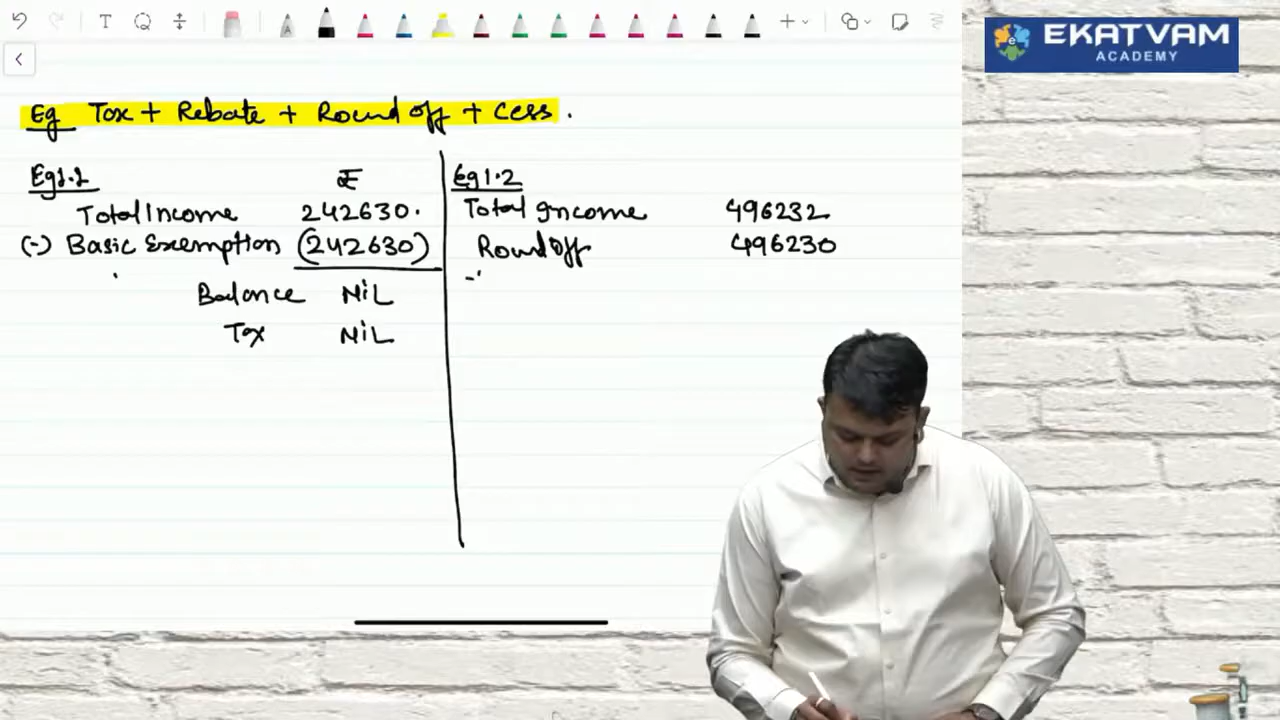 EKATVAM
ACADEMY
Eg Tax + Rebate + Round off + Cess.
Eg1.1
₹
Total Income 242630.
(-) Basic Exemption (242630)
Balance NiL
Tax NiL
Eg1.2
Total Income 496232
Round off 496230
T